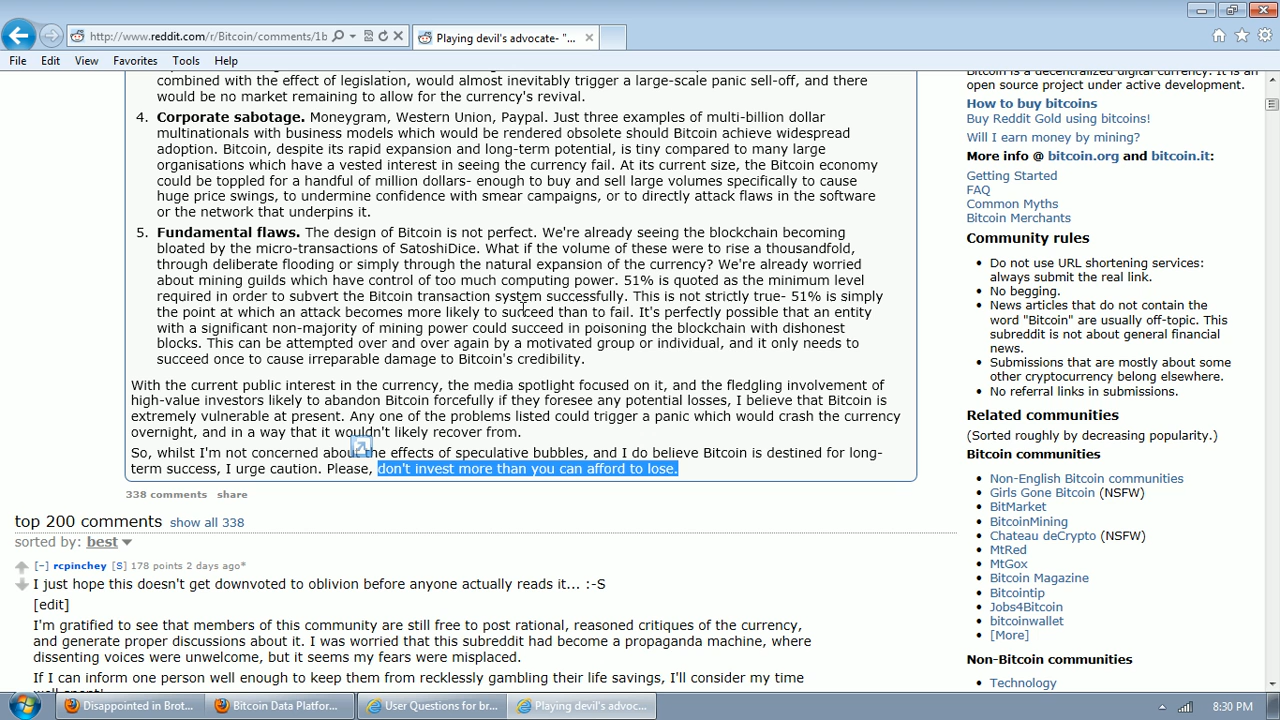 http://www.reddit.com/r/Bitcoin/comments/1b
Playing devil's advocate- "...
File Edit View Favorites Tools Help
combined with the effect of legislation, would almost inevitably trigger a large-scale panic sell-off, and there
would be no market remaining to allow for the currency's revival.
4. Corporate sabotage. Moneygram, Western Union, Paypal. Just three examples of multi-billion dollar
multinationals with business models which would be rendered obsolete should Bitcoin achieve widespread
adoption. Bitcoin, despite its rapid expansion and long-term potential, is tiny compared to many large
organisations which have a vested interest in seeing the currency fail. At its current size, the Bitcoin economy
could be toppled for a handful of million dollars- enough to buy and sell large volumes specifically to cause
huge price swings, to undermine confidence with smear campaigns, or to directly attack flaws in the software
or the network that underpins it.
5. Fundamental flaws. The design of Bitcoin is not perfect. We're already seeing the blockchain becoming
bloated by the micro-transactions of SatoshiDice. What if the volume of these were to rise a thousandfold,
through deliberate flooding or simply through the natural expansion of the currency? We're already worried
about mining guilds which have control of too much computing power. 51% is quoted as the minimum level
required in order to subvert the Bitcoin transaction system successfully. This is not strictly true- 51% is simply
the point at which an attack becomes more likely to succeed than to fail. It's perfectly possible that an entity
with a significant non-majority of mining power could succeed in poisoning the blockchain with dishonest
blocks. This can be attempted over and over again by a motivated group or individual, and it only needs to
succeed once to cause irreparable damage to Bitcoin's credibility.
With the current public interest in the currency, the media spotlight focused on it, and the fledgling involvement of
high-value investors likely to abandon Bitcoin forcefully if they foresee any potential losses, I believe that Bitcoin is
extremely vulnerable at present. Any one of the problems listed could trigger a panic which would crash the currency
overnight, and in a way that it wouldn't likely recover from.
So, whilst I'm not concerned about the effects of speculative bubbles, and I do believe Bitcoin is destined for long-
term success, I urge caution. Please, don't invest more than you can afford to lose.
338 comments share
top 200 comments show all 338
sorted by: best
[–] rcpinchey [S] 178 points 2 days ago*
I just hope this doesn't get downvoted to oblivion before anyone actually reads it... :-S
[edit]
I'm gratified to see that members of this community are still free to post rational, reasoned critiques of the currency,
and generate proper discussions about it. I was worried that this subreddit had become a propaganda machine, where
dissenting voices were unwelcome, but it seems my fears were misplaced.
If I can inform one person well enough to keep them from recklessly gambling their life savings, I'll consider my time
well spent!
Bitcoin is a decentralized digital currency. It is an
open source project under active development.
How to buy bitcoins
Buy Reddit Gold using bitcoins!
Will I earn money by mining?
More info @ bitcoin.org and bitcoin.it:
Getting Started
FAQ
Common Myths
Bitcoin Merchants
Community rules
Do not use URL shortening services:
always submit the real link.
No begging.
News articles that do not contain the
word "Bitcoin" are usually off-topic. This
subreddit is not about general financial
news.
Submissions that are mostly about some
other cryptocurrency belong elsewhere.
No referral links in submissions.
Related communities
(Sorted roughly by decreasing popularity.)
Bitcoin communities
Non-English Bitcoin communities
Girls Gone Bitcoin (NSFW)
BitMarket
BitcoinMining
Chateau deCrypto (NSFW)
MtRed
MtGox
Bitcoin Magazine
Bitcointip
Jobs4Bitcoin
bitcoinwallet
[More]
Non-Bitcoin communities
Technology
Disappointed in Brot...
Bitcoin Data Platfor...
User Questions for br...
Playing devil's advoc...
8:30 PM